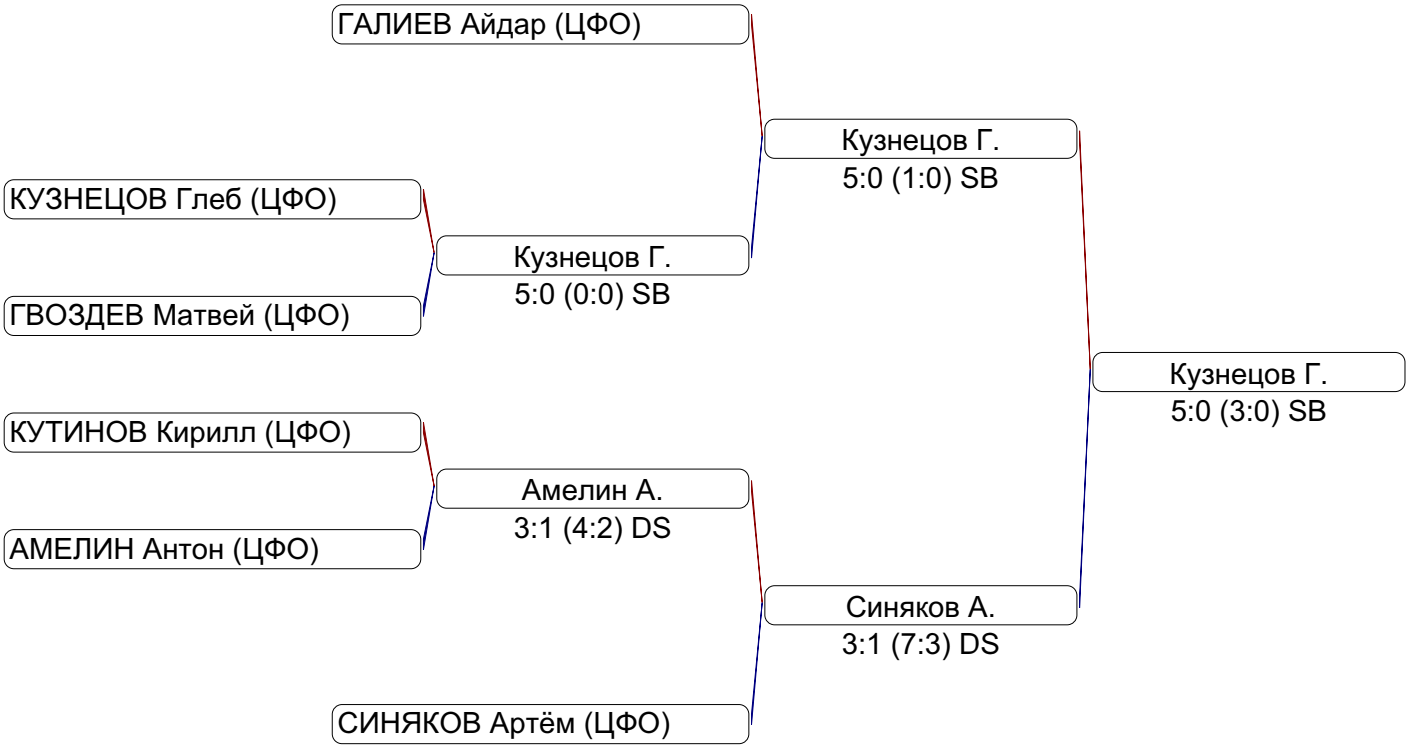 ГАЛИЕВ Айдар (ЦФО)
Кузнецов Г.
5:0 (1:0) SB
КУЗНЕЦОВ Глеб (ЦФО)
Кузнецов Г.
5:0 (0:0) SB
ГВОЗДЕВ Матвей (ЦФО)
Кузнецов Г.
5:0 (3:0) SB
КУТИНОВ Кирилл (ЦФО)
Амелин А.
3:1 (4:2) DS
АМЕЛИН Антон (ЦФО)
Синяков А.
3:1 (7:3) DS
СИНЯКОВ Артём (ЦФО)